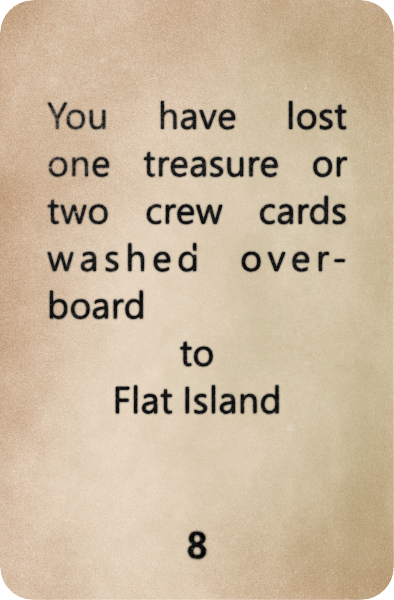 You have lost
one treasure or
two crew cards
washed over-
board
to
Flat Island
8